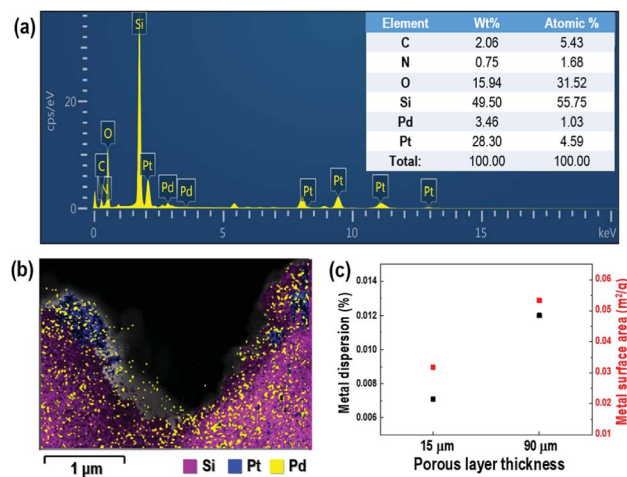 (a)
Si
Element Wt% Atomic %
C 2.06 5.43
N 0.75 1.68
O 15.94 31.52
Si 49.50 55.75
Pd 3.46 1.03
Pt 28.30 4.59
Total: 100.00 100.00
cps/eV
20
0
O
C
N
Pt
Pd
Pd
Pt
Pt
Pt
Pt
0 5 10 15 keV
(b)
1 μm
Si Pt Pd
(c)
Metal dispersion (%)
0.014
0.012
0.010
0.008
0.006
0.06
0.05
0.04
0.03
0.02
0.01
Metal surface area (m²/g)
15 μm 90 μm
Porous layer thickness